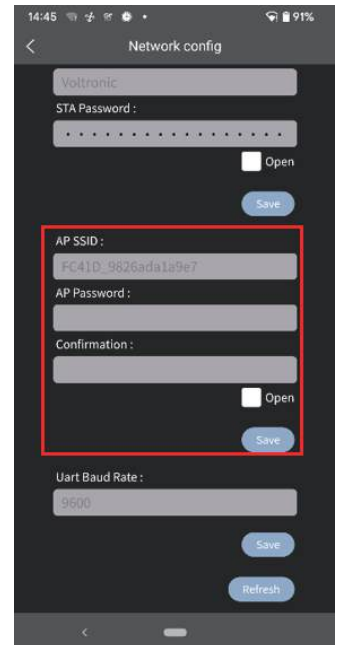 14:45
91%
Network config
Voltronic
STA Password :
Open
Save
AP SSID :
FC41D_9626ada1a9e7
AP Password :
Confirmation :
Open
Save
Uart Baud Rate :
9600
Save
Refresh